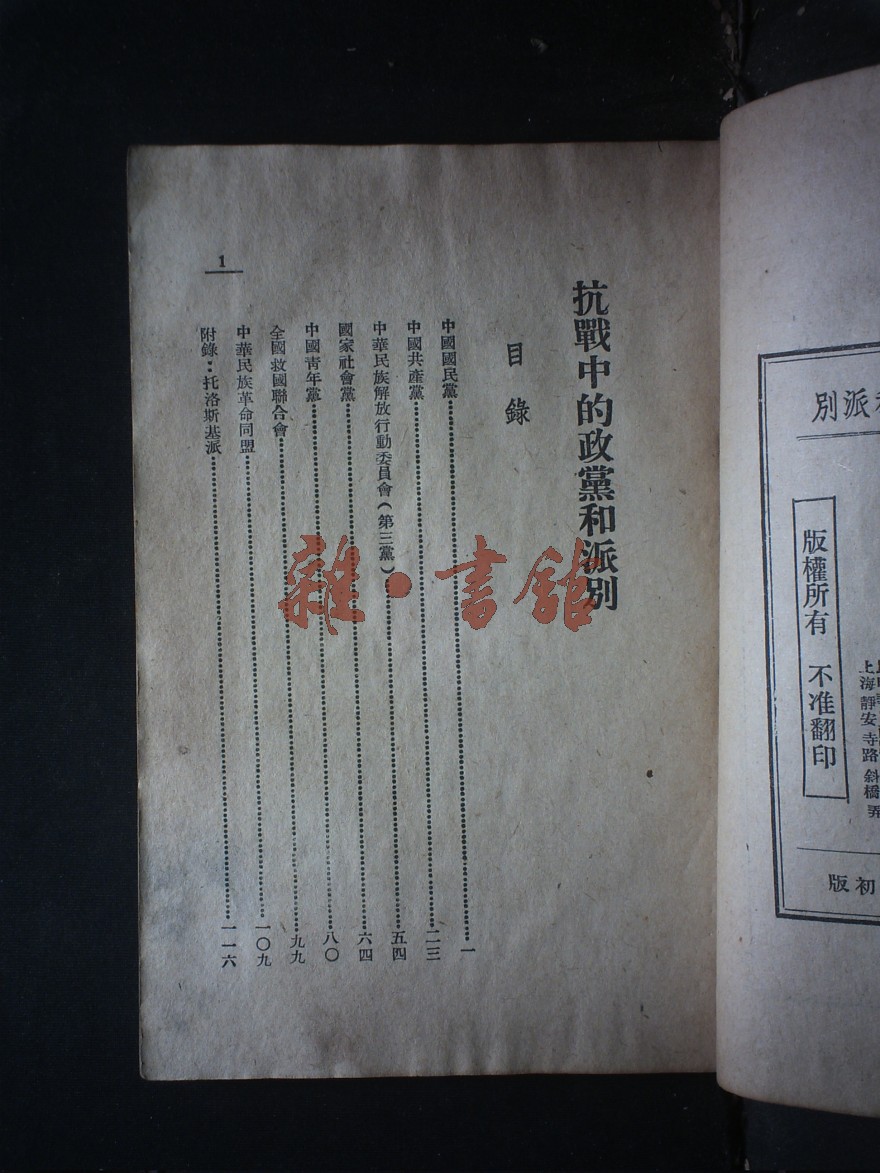 抗戰中的政黨和派別
目錄
中國國民黨……一
中國共產黨……二三
中華民族解放行動委員會(第三黨)……五四
國家社會黨……六四
中國青年黨……八〇
全國救國聯合會……九九
中華民族革命同盟……一〇九
附錄：托洛斯基派……一一六
1
雜·書館
派別
版權所有 不准翻印
上海靜安寺路斜橋弄
初版